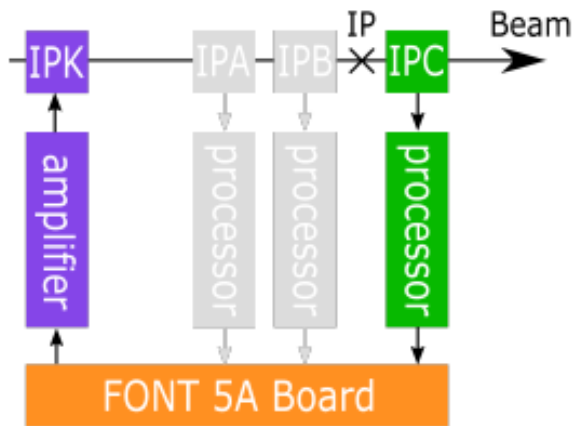 IP Beam
IPK IPA IPB IPC
amplifier processor processor processor
FONT 5A Board